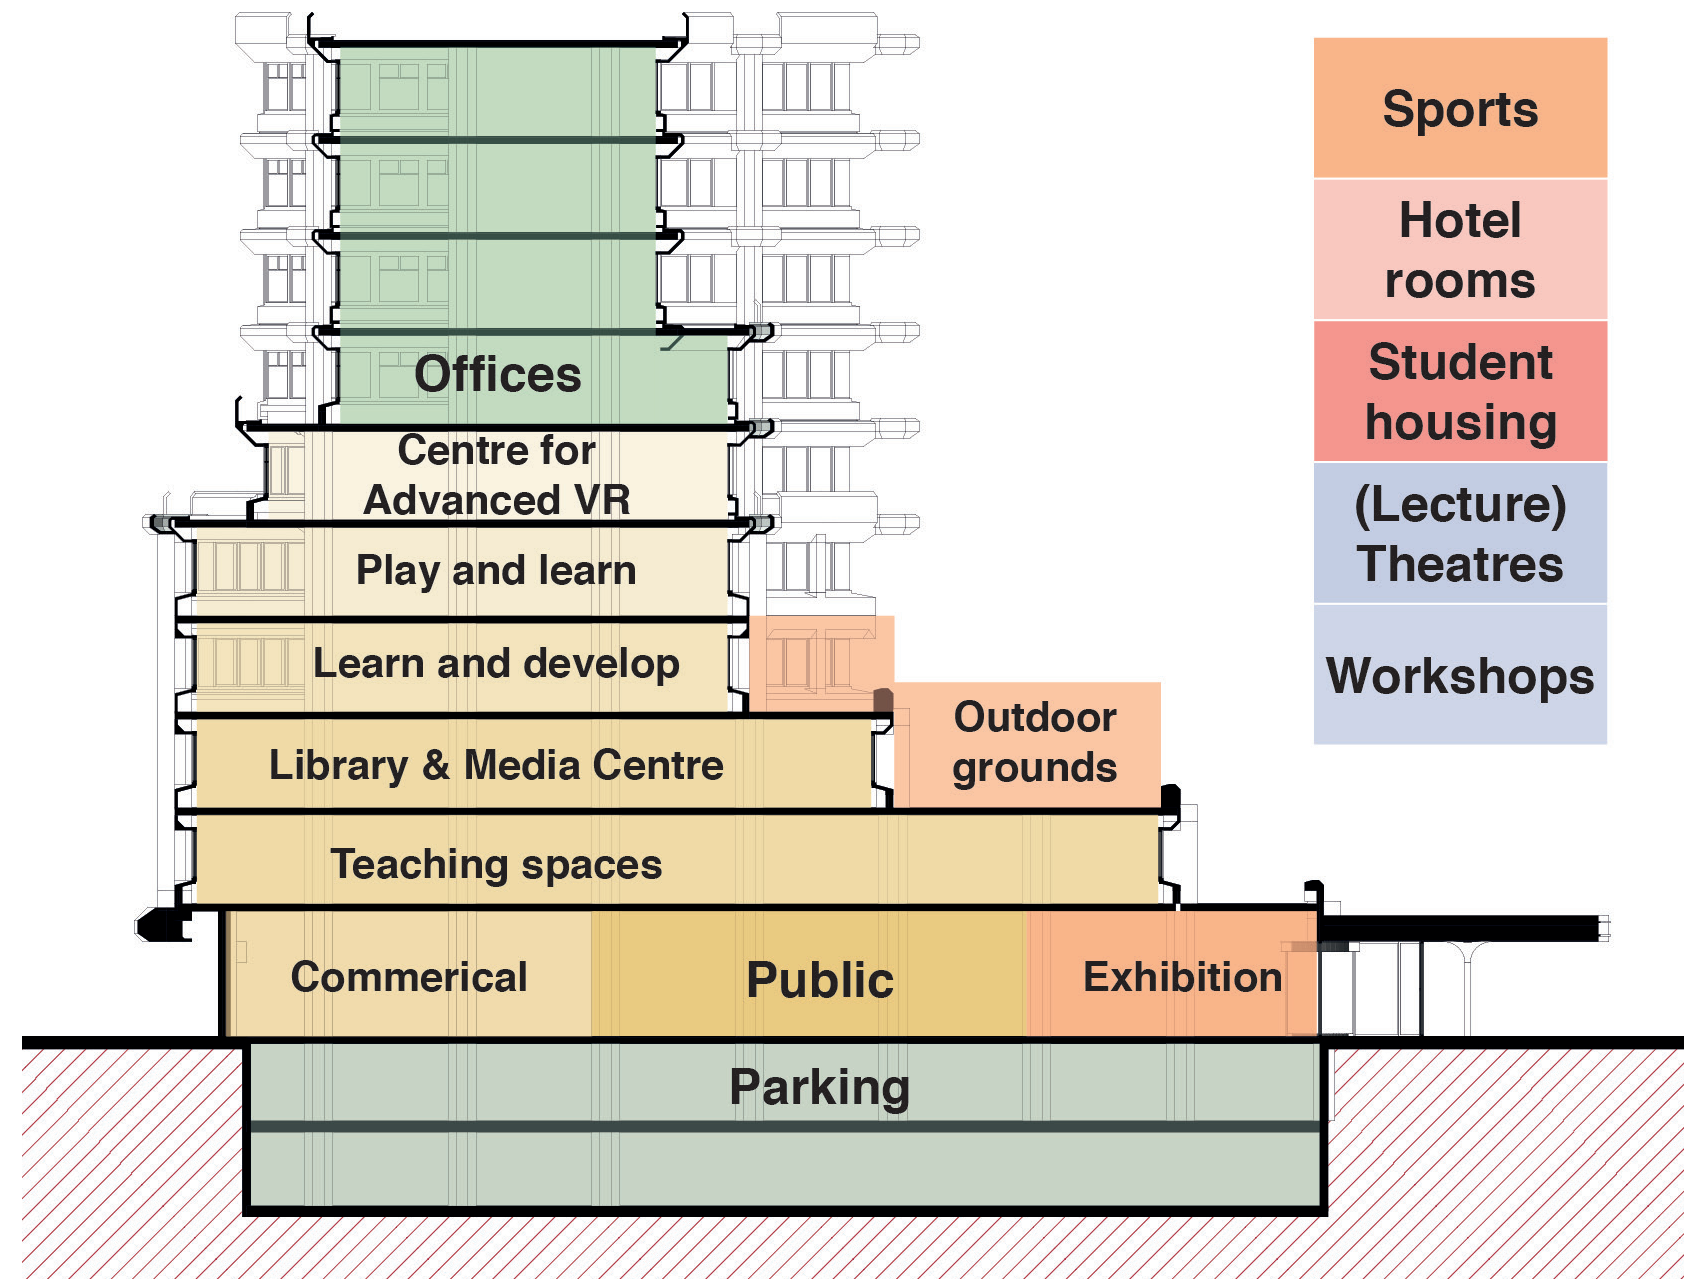 Offices
Centre for
Advanced VR
Play and learn
Learn and develop
Library & Media Centre
Outdoor
grounds
Teaching spaces
Commerical
Public
Exhibition
Parking
Sports
Hotel
rooms
Student
housing
(Lecture)
Theatres
Workshops